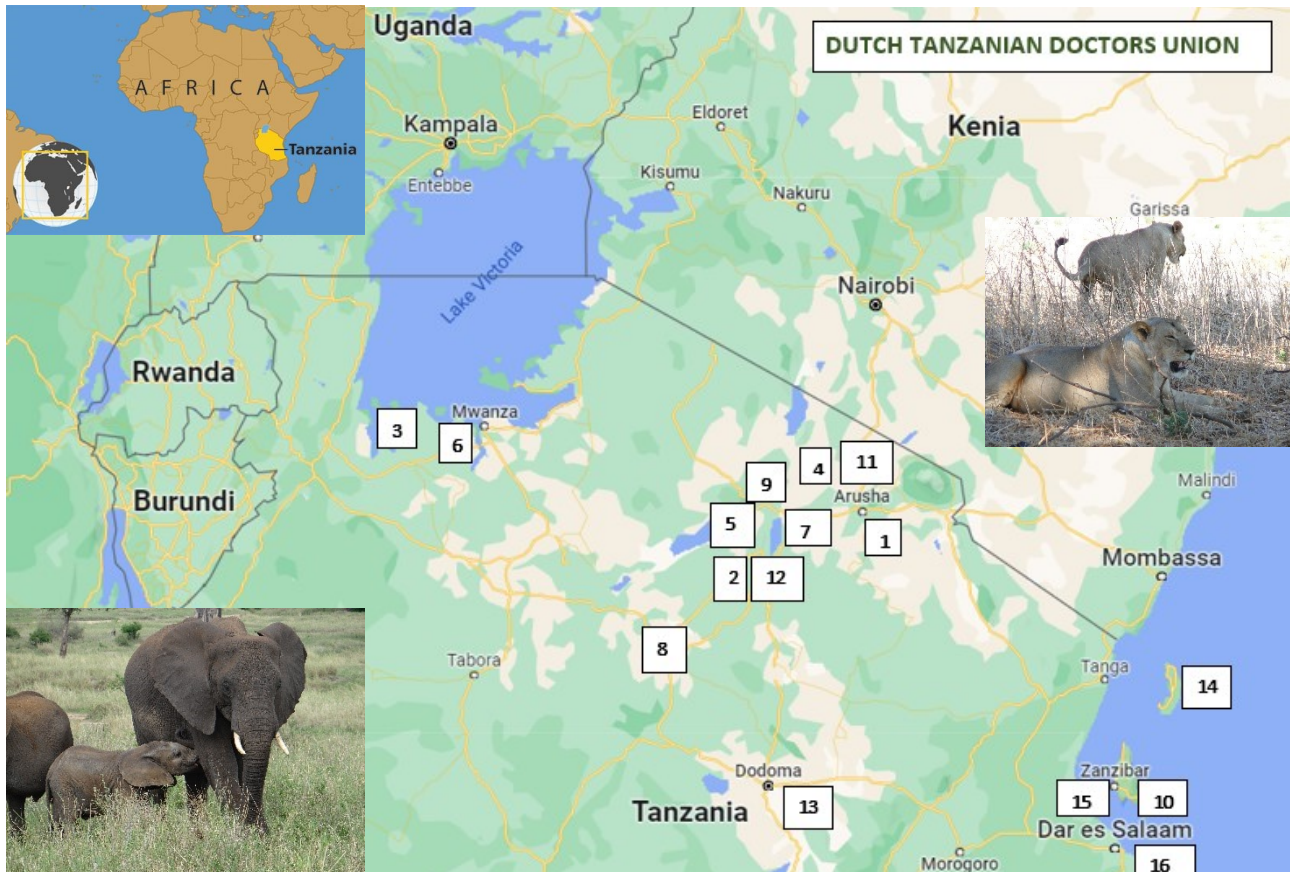 Uganda
DUTCH TANZANIAN DOCTORS UNION
AFRICA
Tanzania
Kampala
Entebbe
Eldoret
Kenia
Kisumu
Nakuru
Garissa
Lake Victoria
Nairobi
Rwanda
Mwanza
3
6
4
11
9
Arusha
Malindi
Burundi
5
7
1
Mombassa
2
12
8
Tabora
Tanga
14
Dodoma
Zanzibar
Tanzania
13
15
10
Dar es Salaam
Morogoro
16